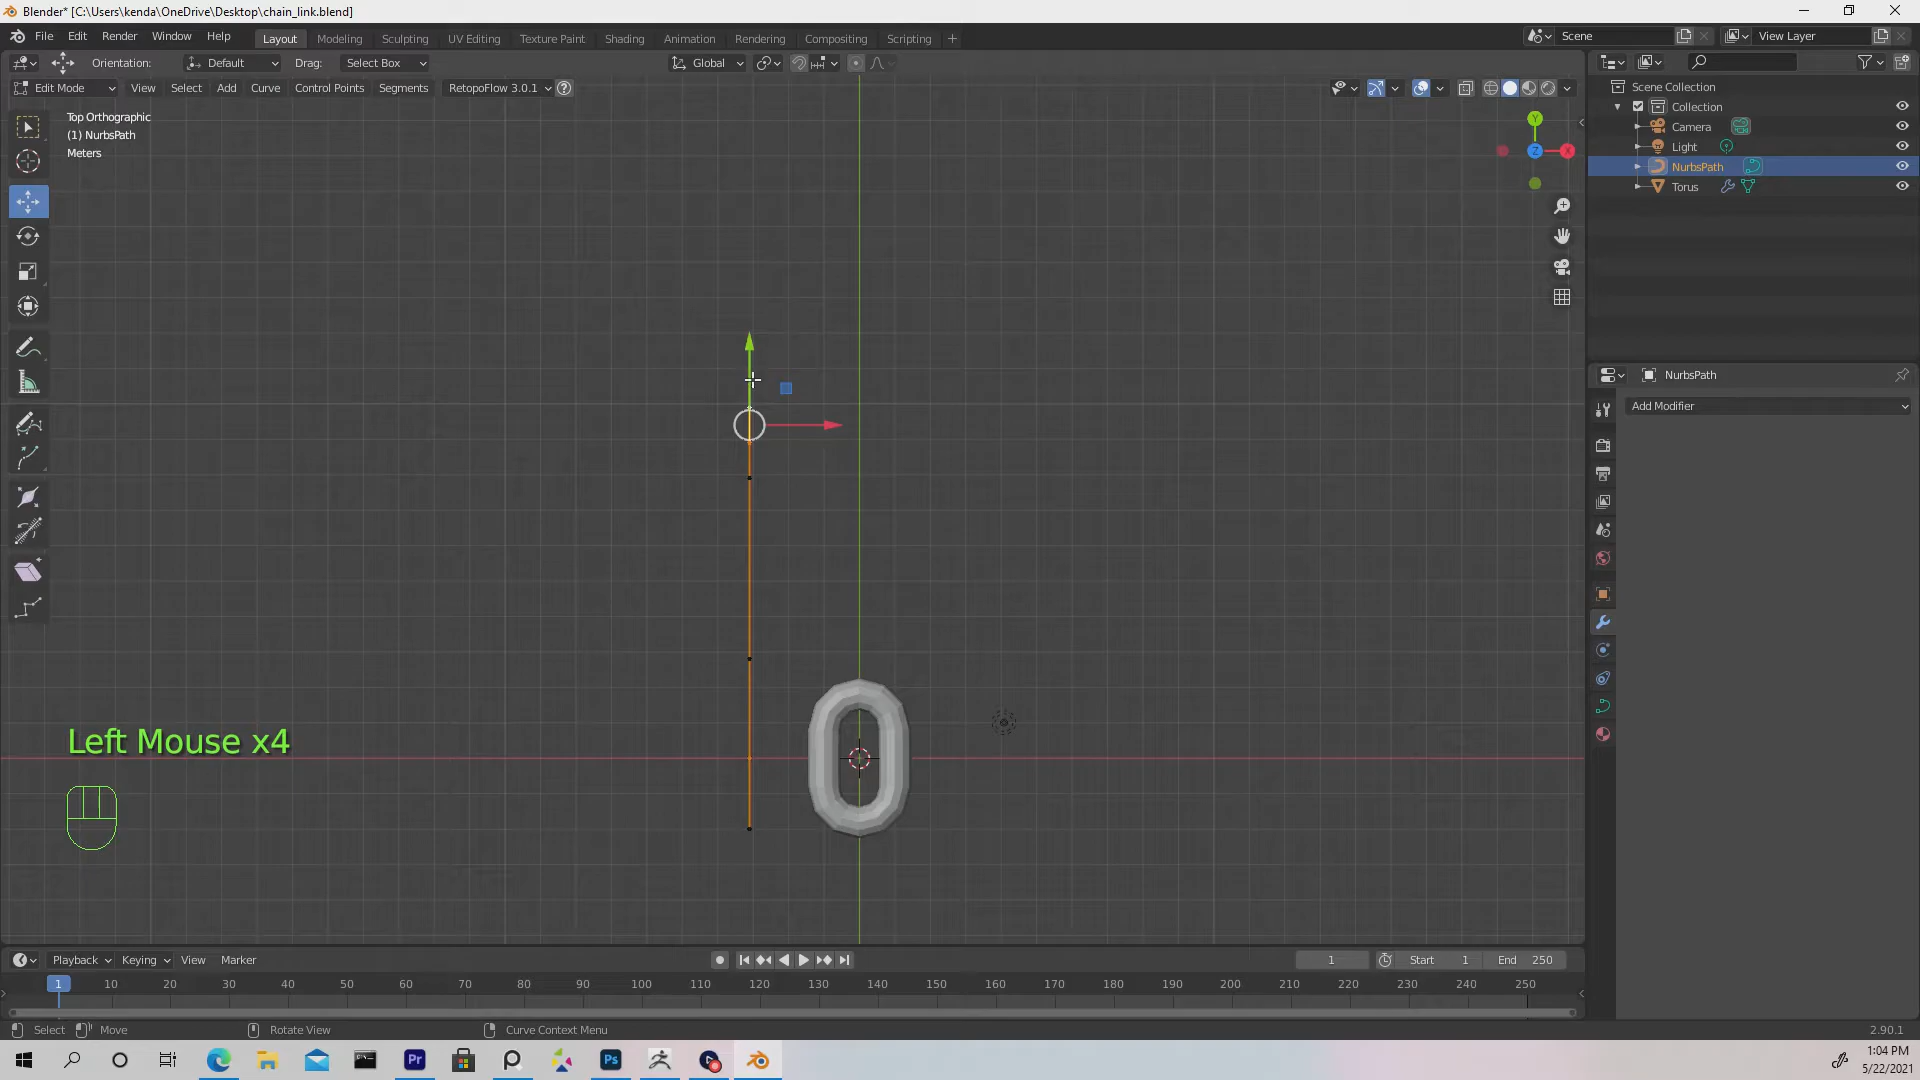 Blender* [C:\Users\kenda\OneDrive\Desktop\chain_link.blend]
File Edit Render Window Help
Layout Modeling Sculpting UV Editing Texture Paint Shading Animation Rendering Compositing Scripting +
Scene
View Layer
Orientation: Default Drag: Select Box
Global
Edit Mode View Select Add Curve Control Points Segments RetopoFlow 3.0.1 ?
Top Orthographic
(1) NurbsPath
Meters
Y
Z
X
Scene Collection
Collection
Camera
Light
NurbsPath
Torus
NurbsPath
Add Modifier
Left Mouse x4
Playback Keying View Marker
1 Start 1 End 250
1 10 20 30 40 50 60 70 80 90 100 110 120 130 140 150 160 170 180 190 200 210 220 230 240 250
Select Move Rotate View Curve Context Menu 2.90.1
Pr
Ps
1:04 PM
5/22/2021